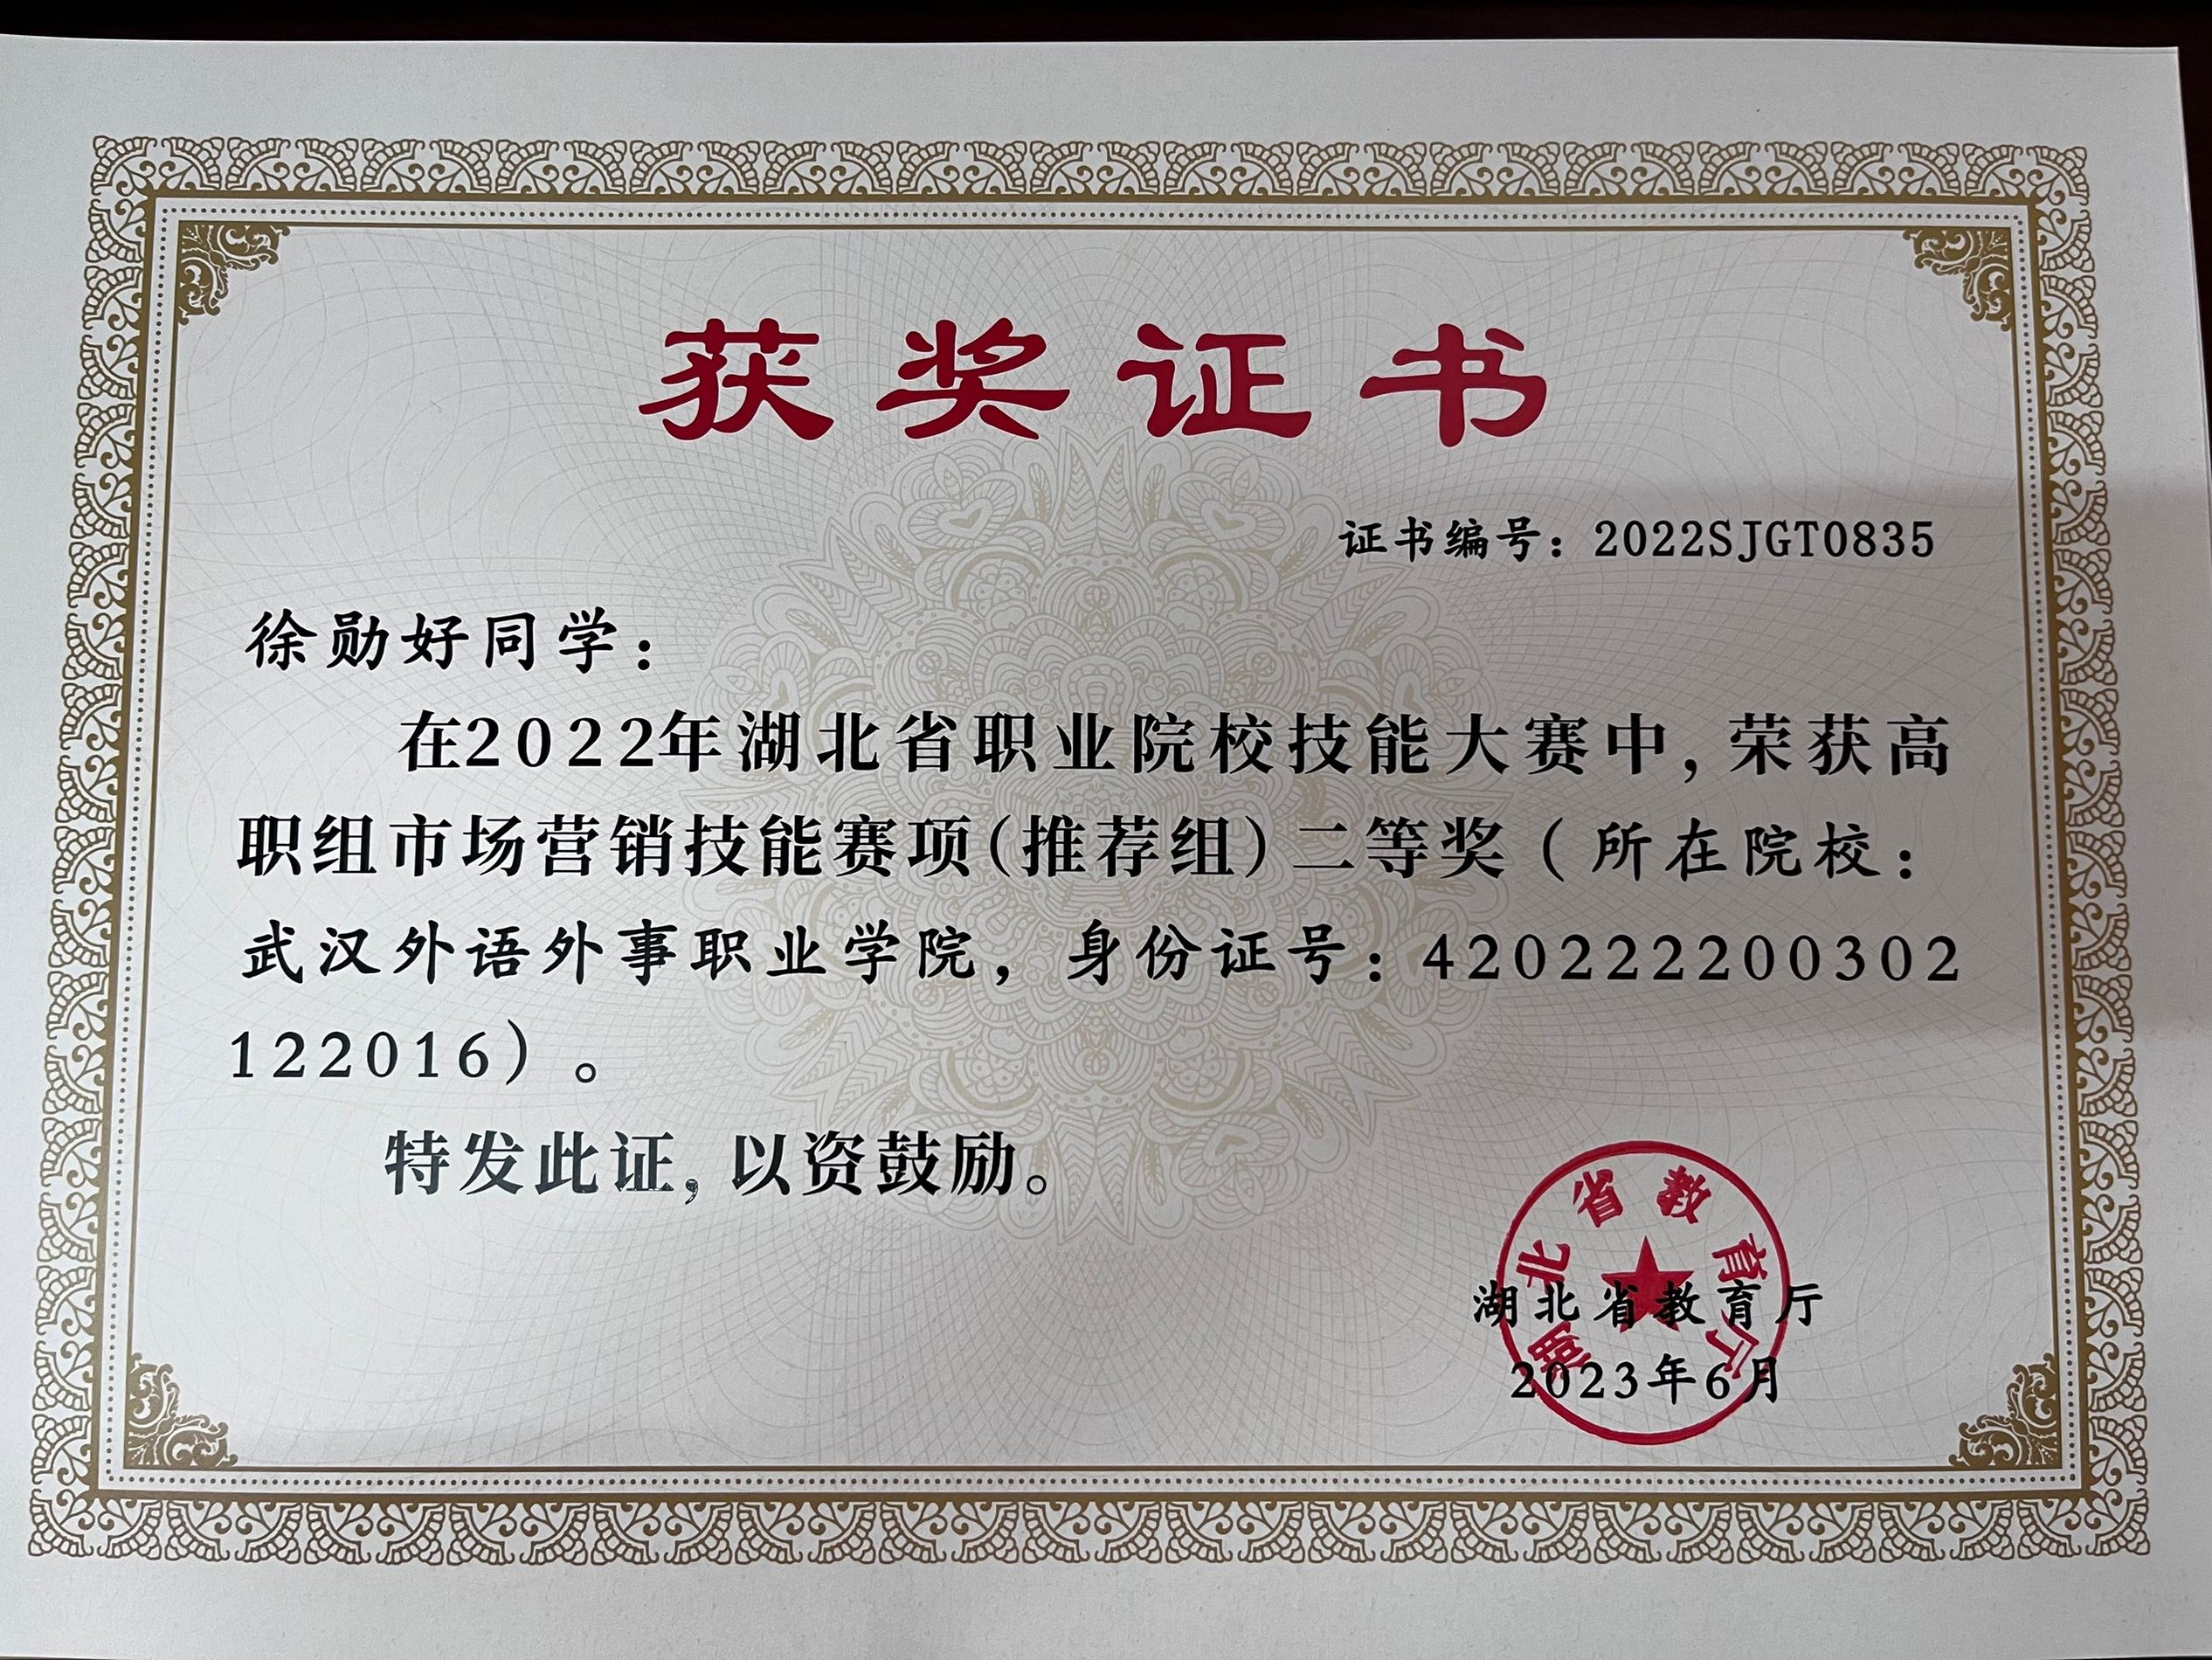 获奖证书
证书编号：2022SJGT0835
徐勋好同学：
在2022年湖北省职业院校技能大赛中，荣获高
职组市场营销技能赛项(推荐组)二等奖（所在院校：
武汉外语外事职业学院，身份证号：420222200302
122016）。
特发此证，以资鼓励。
湖北省教育厅
湖北省教育厅
2023年6月